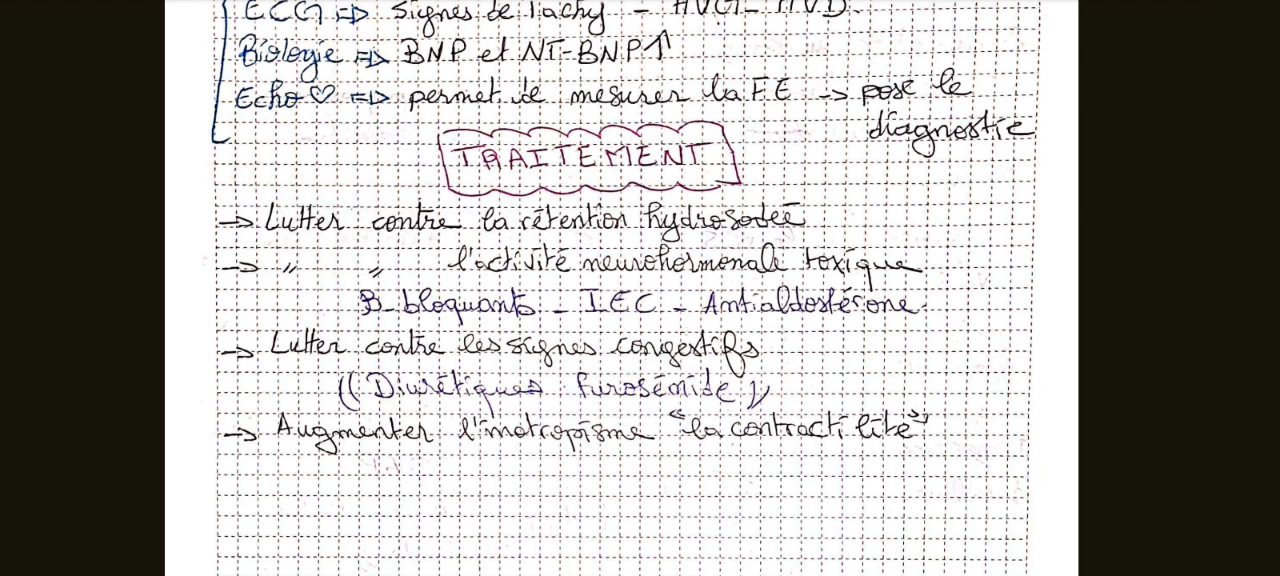 ECG => signes de Tachy - HVG - HVD.
Biologie => BNP et NT-BNP↑
Echo♡ => permet de mesurer la FE -> pose le
diagnostic
TRAITEMENT
-> Lutter contre la rétention hydrosodée
-> " " l'activité neurohormonale toxique
B-bloquants - IEC - Antialdostérone.
-> Lutter contre les signes congestifs
(( Diurétiques furosémide ))
-> Augmenter l'inotropisme "la contractilité"